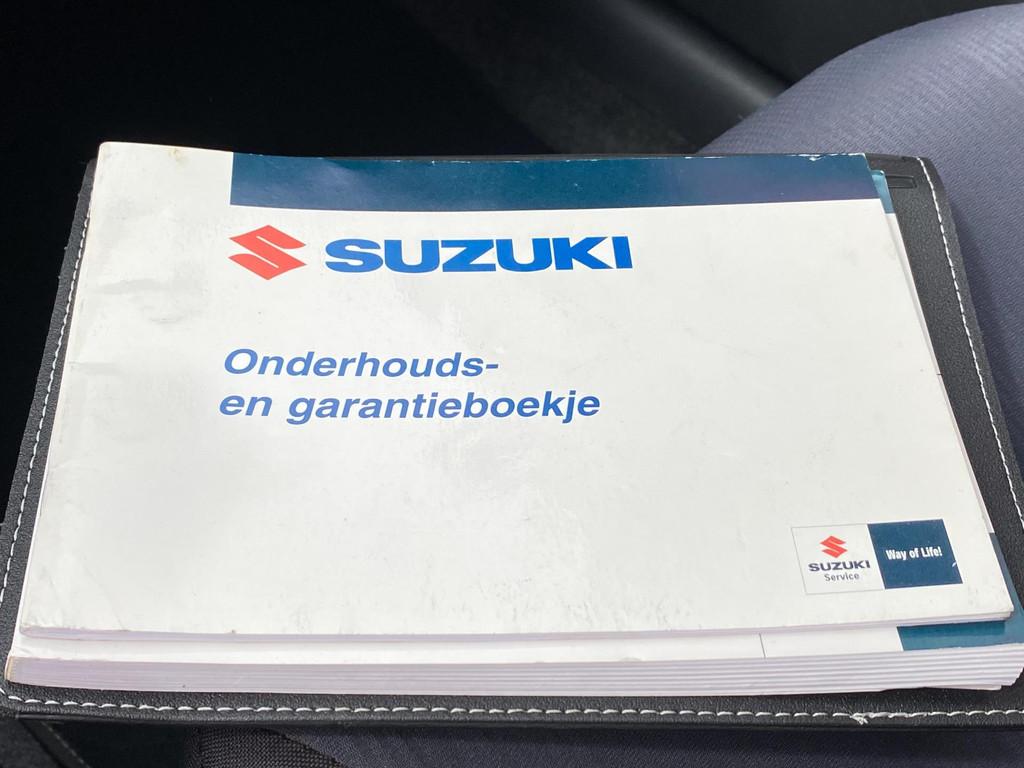 SUZUKI
Onderhouds-
en garantieboekje
SUZUKI
Service
Way of Life!